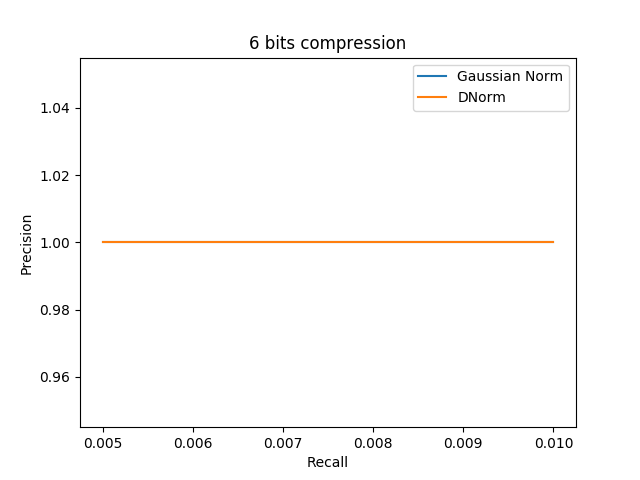 6 bits compression
Gaussian Norm
DNorm
1.04
1.02
1.00
0.98
0.96
Precision
0.005 0.006 0.007 0.008 0.009 0.010
Recall